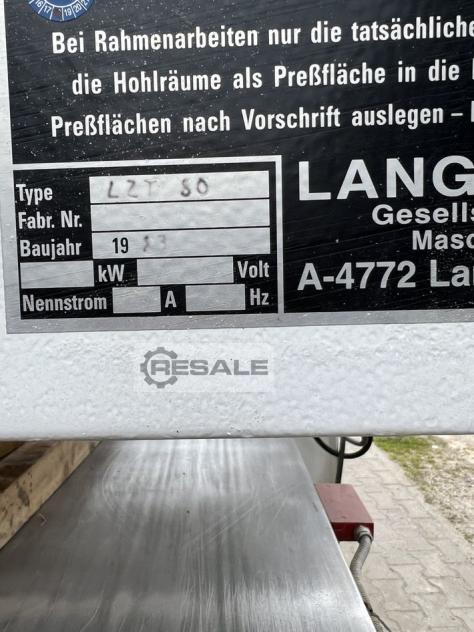 Bei Rahmenarbeiten nur die tatsächliche
die Hohlräume als Preßfläche in die
Preßflächen nach Vorschrift auslegen –
Type LZT 80
Fabr. Nr.
Baujahr 19
kW Volt
Nennstrom A Hz
LANG
Gesells
Masc
A-4772 La
RESALE